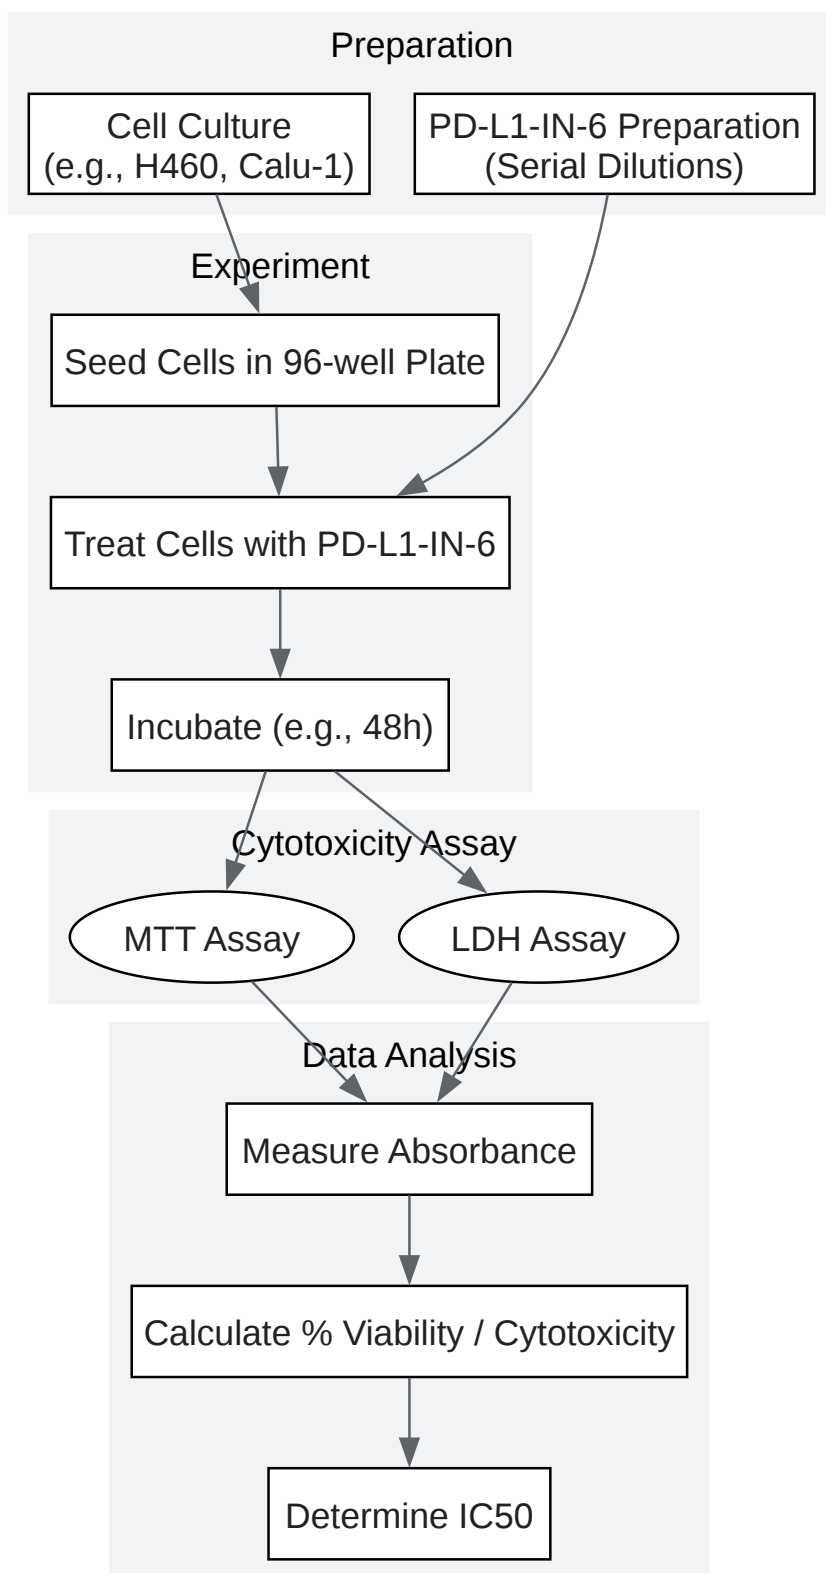 Preparation
Cell Culture
(e.g., H460, Calu-1)
PD-L1-IN-6 Preparation
(Serial Dilutions)
Experiment
Seed Cells in 96-well Plate
Treat Cells with PD-L1-IN-6
Incubate (e.g., 48h)
Cytotoxicity Assay
MTT Assay
LDH Assay
Data Analysis
Measure Absorbance
Calculate % Viability / Cytotoxicity
Determine IC50